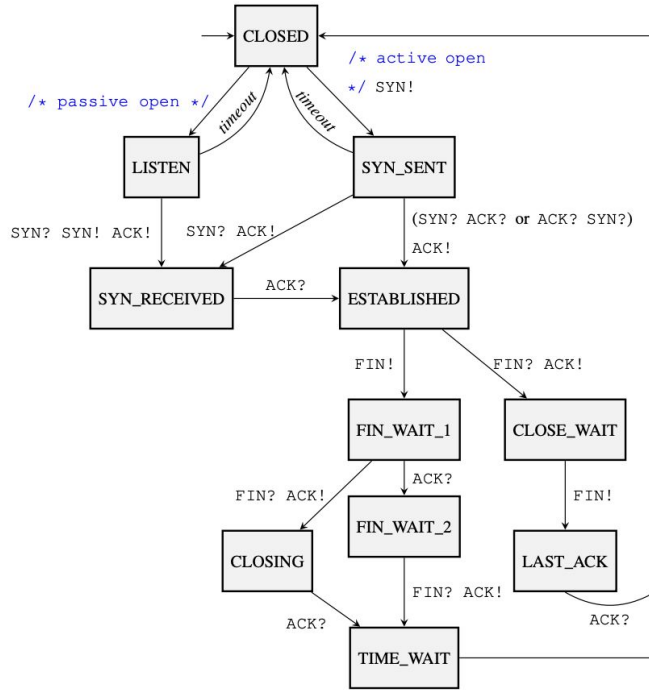 CLOSED
/* active open
*/ SYN!
/* passive open */
timeout
timeout
LISTEN
SYN_SENT
(SYN? ACK? or ACK? SYN?)
SYN? SYN! ACK!
SYN? ACK!
ACK!
SYN_RECEIVED
ACK?
ESTABLISHED
FIN!
FIN? ACK!
FIN_WAIT_1
CLOSE_WAIT
ACK?
FIN? ACK!
FIN!
FIN_WAIT_2
CLOSING
LAST_ACK
FIN? ACK!
ACK?
ACK?
TIME_WAIT